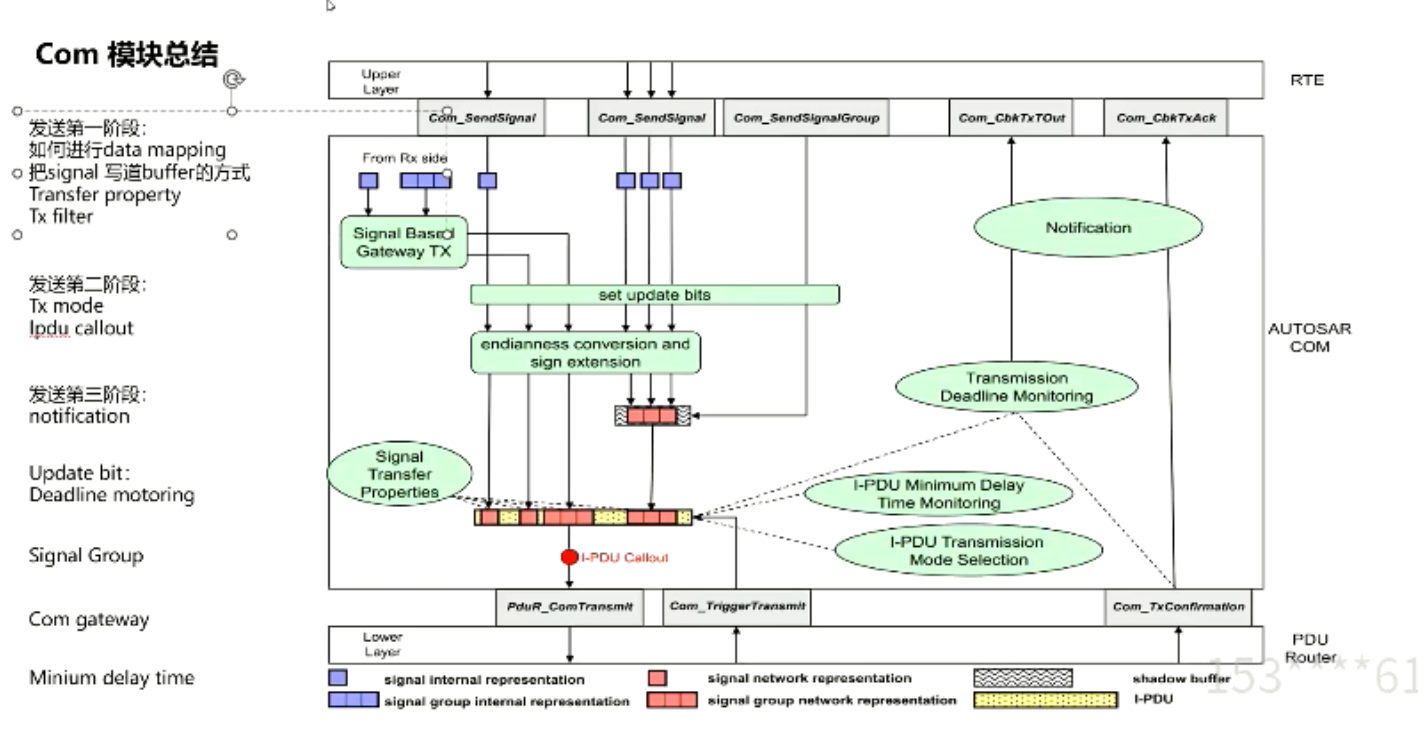 Com 模块总结
发送第一阶段：
如何进行data mapping
把signal 写道buffer的方式
Transfer property
Tx filter
发送第二阶段：
Tx mode
Ipdu callout
发送第三阶段：
notification
Update bit：
Deadline motoring
Signal Group
Com gateway
Minium delay time
Upper
Layer
RTE
Com_SendSignal
Com_SendSignal
Com_SendSignalGroup
Com_CbkTxTOut
Com_CbkTxAck
From Rx side
Signal Based
Gateway TX
Notification
set update bits
endianness conversion and
sign extension
AUTOSAR
COM
Transmission
Deadline Monitoring
Signal
Transfer
Properties
I-PDU Minimum Delay
Time Monitoring
I-PDU Transmission
Mode Selection
I-PDU Callout
PduR_ComTransmit
Com_TriggerTransmit
Com_TxConfirmation
Lower
Layer
PDU
Router
signal internal representation
signal network representation
shadow buffer
signal group internal representation
signal group network representation
I-PDU
153****61